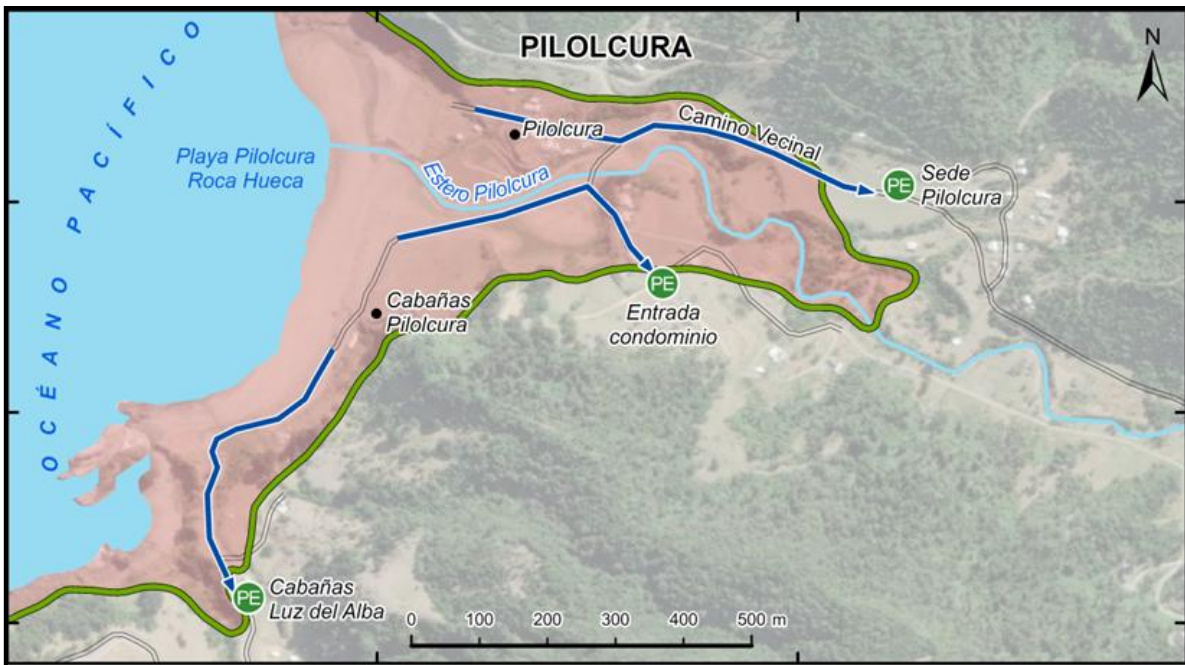 PILOLCURA
N
OCÉANO PACÍFICO
Camino Vecinal
Pilolcura
Playa Pilolcura
Roca Hueca
Estero Pilolcura
PE
Sede
Pilolcura
PE
Entrada
condominio
Cabañas
Pilolcura
PE
Cabañas
Luz del Alba
0 100 200 300 400 500 m